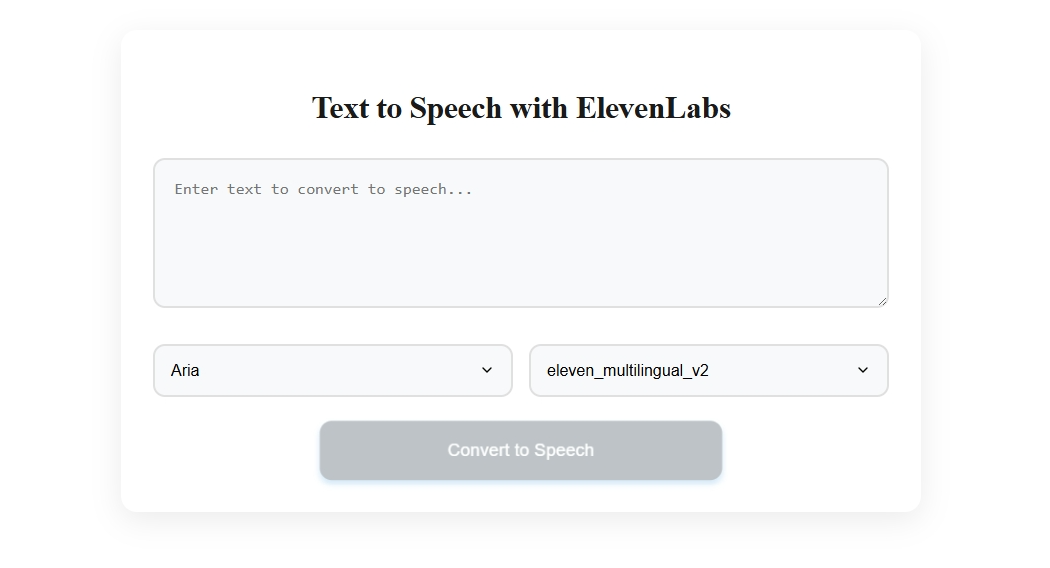 Text to Speech with ElevenLabs
Enter text to convert to speech...
Aria
eleven_multilingual_v2
Convert to Speech